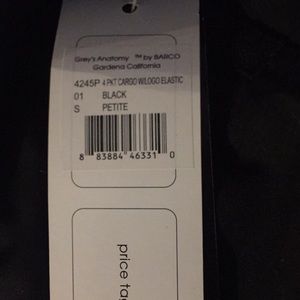 Grey's Anatomy ™ by BARCO
Gardena California
4245P 4 PKT CARGO W/LOGO ELASTIC
01 BLACK
S PETITE
8 83884 46331 0
price tag